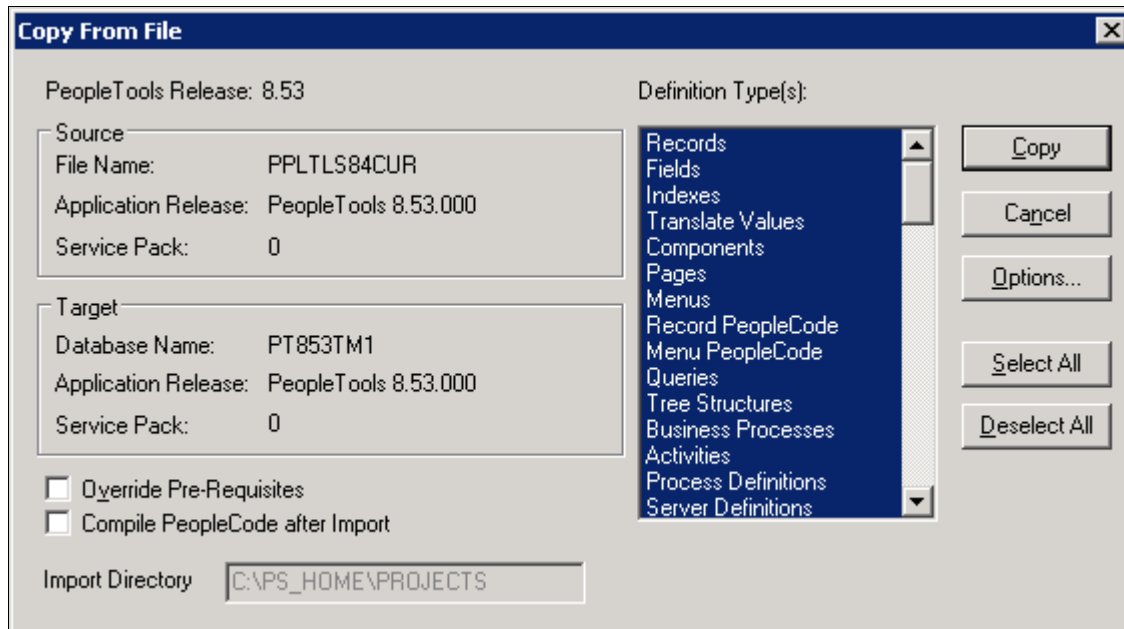 Copy From File
PeopleTools Release: 8.53
Source
File Name: PPLTLS84CUR
Application Release: PeopleTools 8.53.000
Service Pack: 0
Target
Database Name: PT853TM1
Application Release: PeopleTools 8.53.000
Service Pack: 0
Override Pre-Requisites
Compile PeopleCode after Import
Import Directory C:\PS_HOME\PROJECTS
Definition Type(s):
Records
Fields
Indexes
Translate Values
Components
Pages
Menus
Record PeopleCode
Menu PeopleCode
Queries
Tree Structures
Business Processes
Activities
Process Definitions
Server Definitions
Copy
Cancel
Options...
Select All
Deselect All